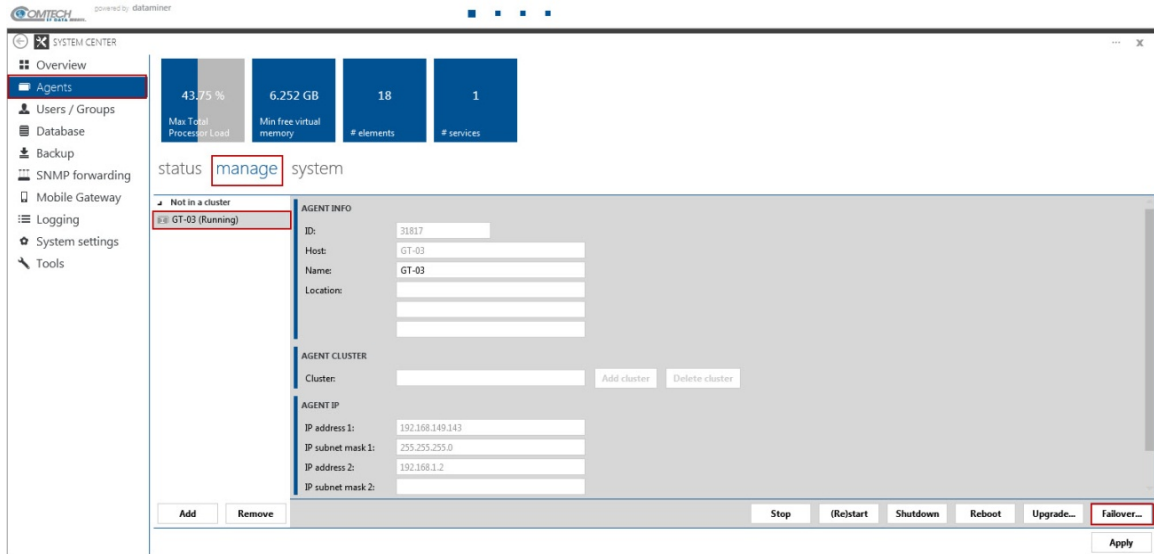 COMTECH
EF DATA
powered by dataminer
SYSTEM CENTER
... X
Overview
Agents
Users / Groups
Database
Backup
SNMP forwarding
Mobile Gateway
Logging
System settings
Tools
43.75 %
Max Total
Processor Load
6.252 GB
Min free virtual
memory
18
# elements
1
# services
status manage system
Not in a cluster
GT-03 (Running)
AGENT INFO
ID: 31817
Host: GT-03
Name: GT-03
Location:
AGENT CLUSTER
Cluster: Add cluster Delete cluster
AGENT IP
IP address 1: 192.168.149.143
IP subnet mask 1: 255.255.255.0
IP address 2: 192.168.1.2
IP subnet mask 2:
Add Remove Stop (Re)start Shutdown Reboot Upgrade... Failover...
Apply